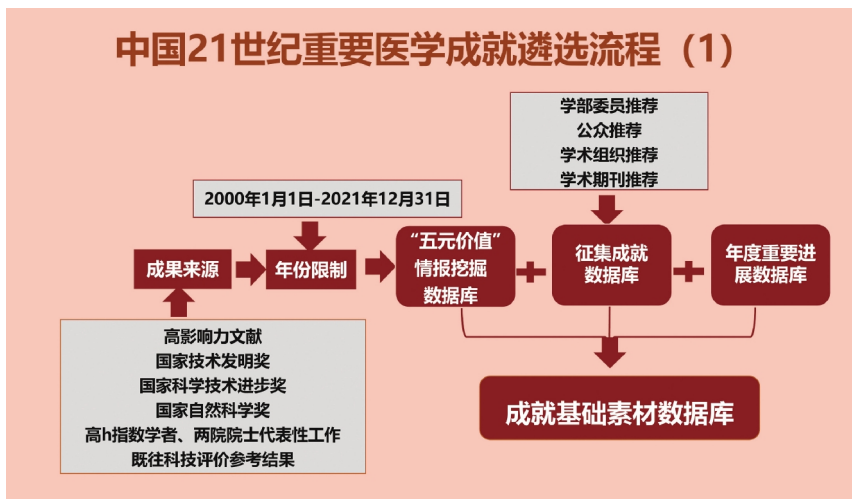 中国21世纪重要医学成就遴选流程（1）
学部委员推荐
公众推荐
学术组织推荐
学术期刊推荐
2000年1月1日-2021年12月31日
成果来源
年份限制
“五元价值”
情报挖掘
数据库
征集成就
数据库
年度重要进
展数据库
高影响力文献
国家技术发明奖
国家科学技术进步奖
国家自然科学奖
高h指数学者、两院院士代表性工作
既往科技评价参考结果
成就基础素材数据库